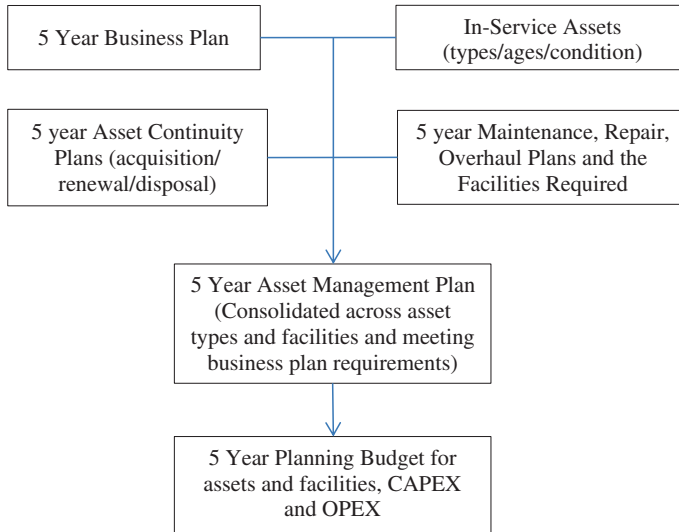 5 Year Business Plan
In-Service Assets
(types/ages/condition)
5 year Asset Continuity
Plans (acquisition/
renewal/disposal)
5 year Maintenance, Repair,
Overhaul Plans and the
Facilities Required
5 Year Asset Management Plan
(Consolidated across asset
types and facilities and meeting
business plan requirements)
5 Year Planning Budget for
assets and facilities, CAPEX
and OPEX